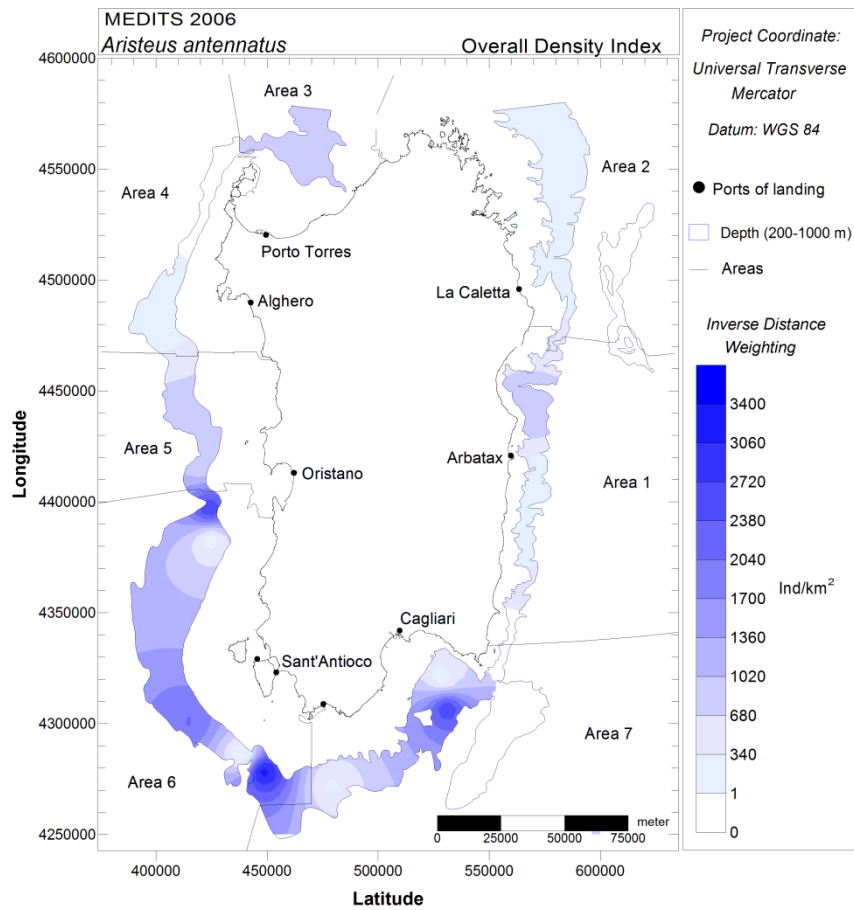 MEDITS 2006
Aristeus antennatus
Overall Density Index
4600000
4550000
4500000
4450000
4400000
4350000
4300000
4250000
Longitude
400000
450000
500000
550000
600000
Latitude
Area 3
Area 2
Area 4
Porto Torres
Alghero
La Caletta
Area 5
Oristano
Arbatax
Area 1
Cagliari
Sant'Antioco
Area 7
Area 6
meter
0
25000
50000
75000
Project Coordinate:
Universal Transverse
Mercator
Datum: WGS 84
Ports of landing
Depth (200-1000 m)
Areas
Inverse Distance
Weighting
3400
3060
2720
2380
2040
1700
1360
1020
680
340
1
0
Ind/km²